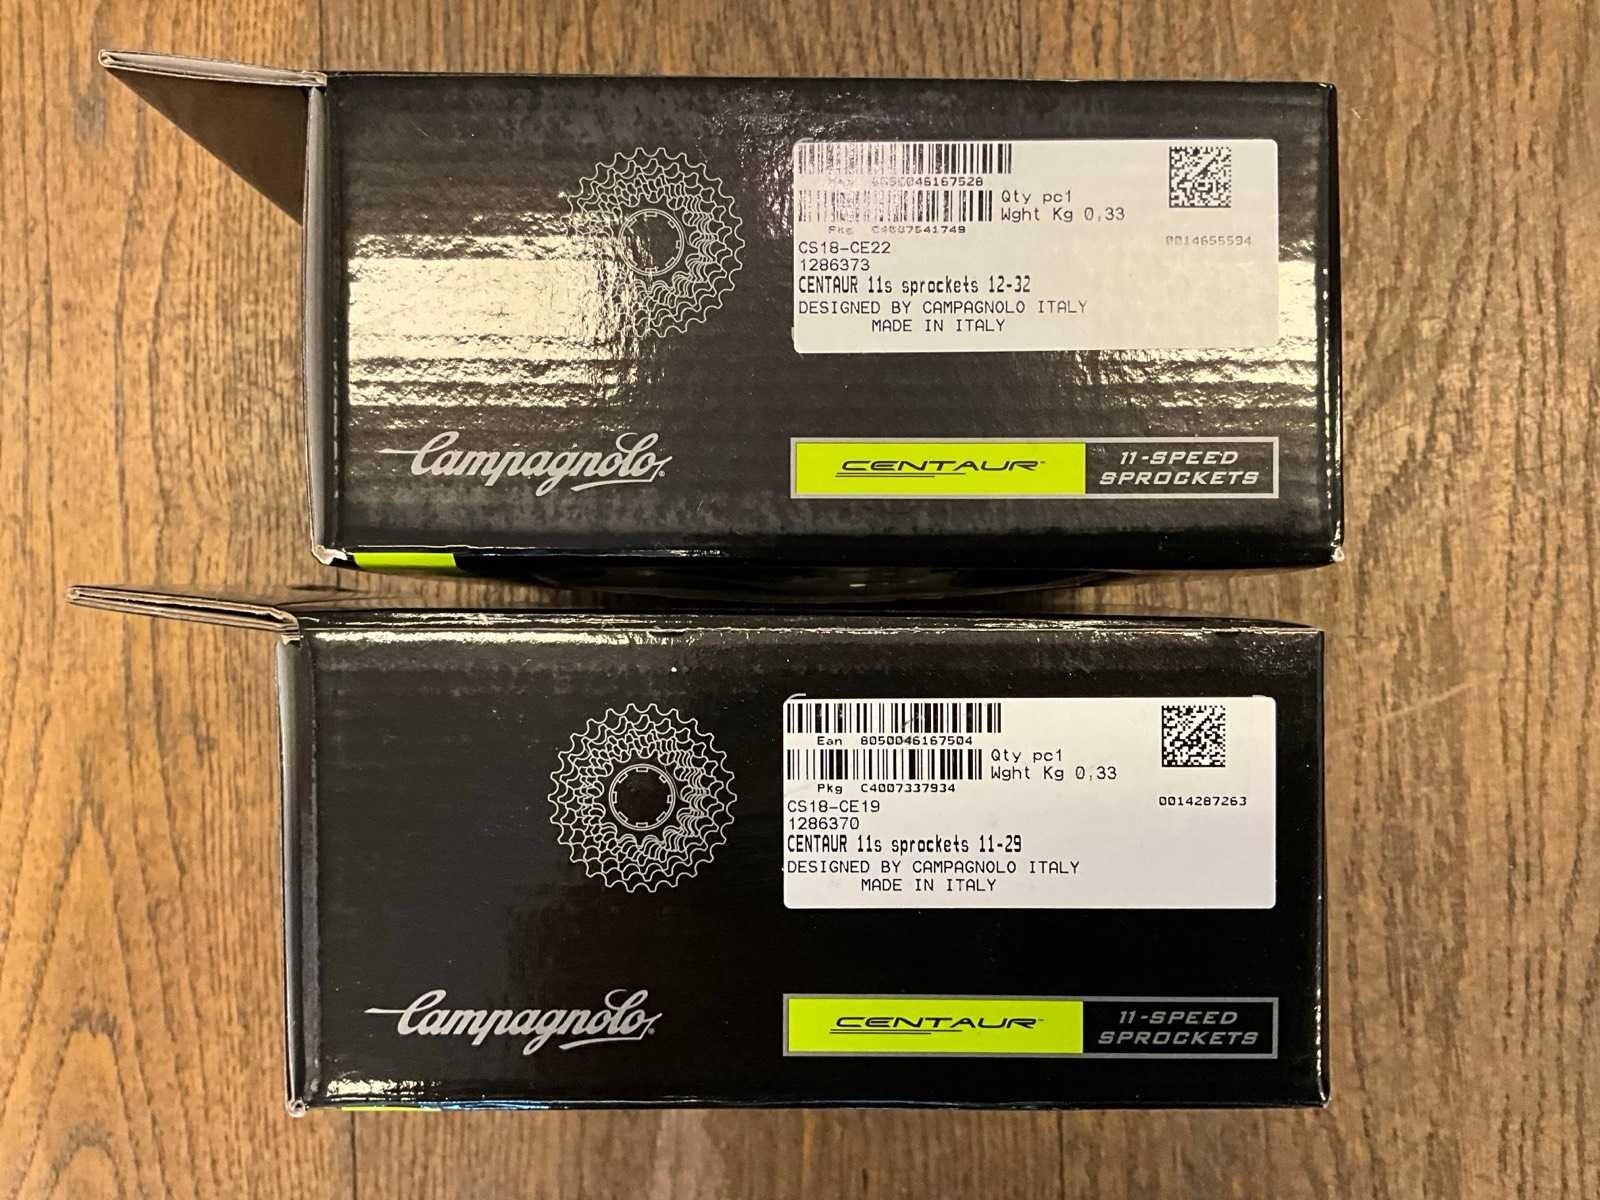 8050046167528
Qty pc1
Wght Kg 0,33
Pkg C4007541749
0014655594
CS18-CE22
1286373
CENTAUR 11s sprockets 12-32
DESIGNED BY CAMPAGNOLO ITALY
MADE IN ITALY
Campagnolo®
CENTAUR™
11-SPEED
SPROCKETS
Ean 8050046167504
Qty pc1
Wght Kg 0,33
Pkg C4007337934
0014287263
CS18-CE19
1286370
CENTAUR 11s sprockets 11-29
DESIGNED BY CAMPAGNOLO ITALY
MADE IN ITALY
Campagnolo®
CENTAUR™
11-SPEED
SPROCKETS